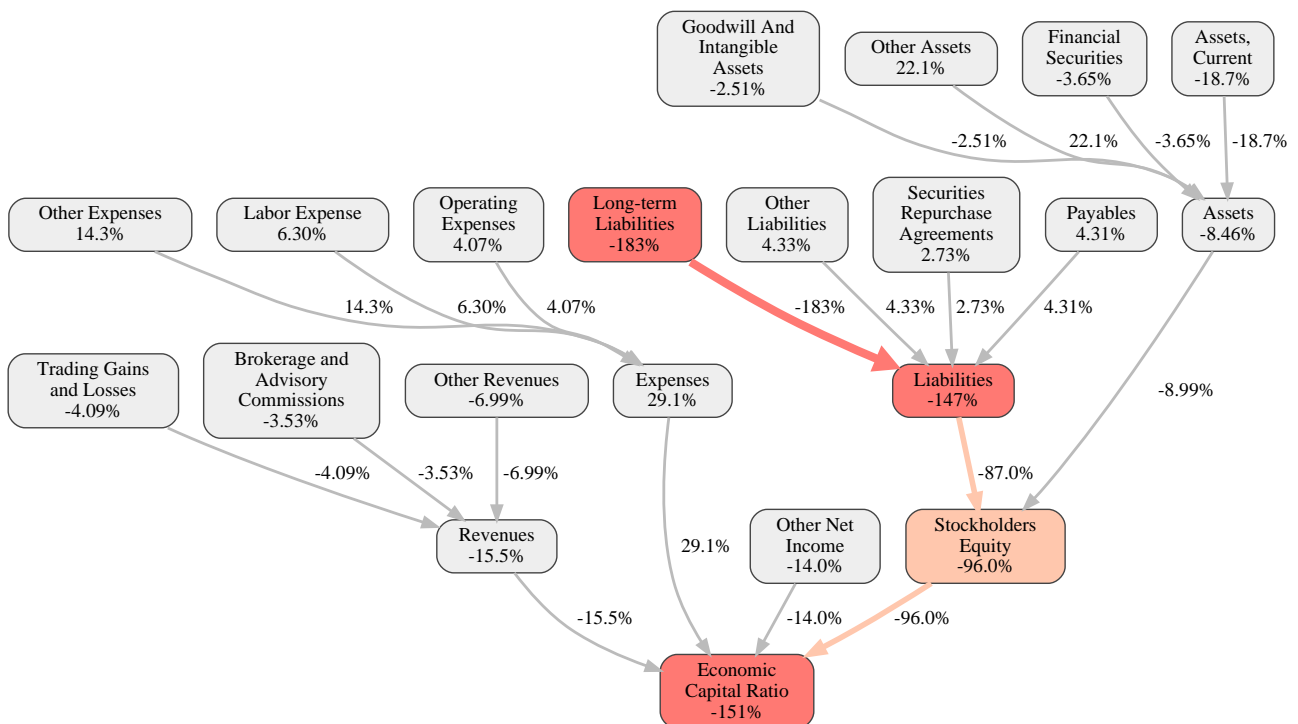 Goodwill And
Intangible
Assets
-2.51%
Other Assets
22.1%
Financial
Securities
-3.65%
Assets,
Current
-18.7%
-2.51%
22.1%
-3.65%
-18.7%
Other Expenses
14.3%
Labor Expense
6.30%
Operating
Expenses
4.07%
Long-term
Liabilities
-183%
Other
Liabilities
4.33%
Securities
Repurchase
Agreements
2.73%
Payables
4.31%
Assets
-8.46%
14.3%
6.30%
4.07%
-183%
4.33%
2.73%
4.31%
Trading Gains
and Losses
-4.09%
Brokerage and
Advisory
Commissions
-3.53%
Other Revenues
-6.99%
Expenses
29.1%
Liabilities
-147%
-8.99%
-4.09%
-3.53%
-6.99%
-87.0%
Revenues
-15.5%
29.1%
Other Net
Income
-14.0%
Stockholders
Equity
-96.0%
-15.5%
-14.0%
-96.0%
Economic
Capital Ratio
-151%